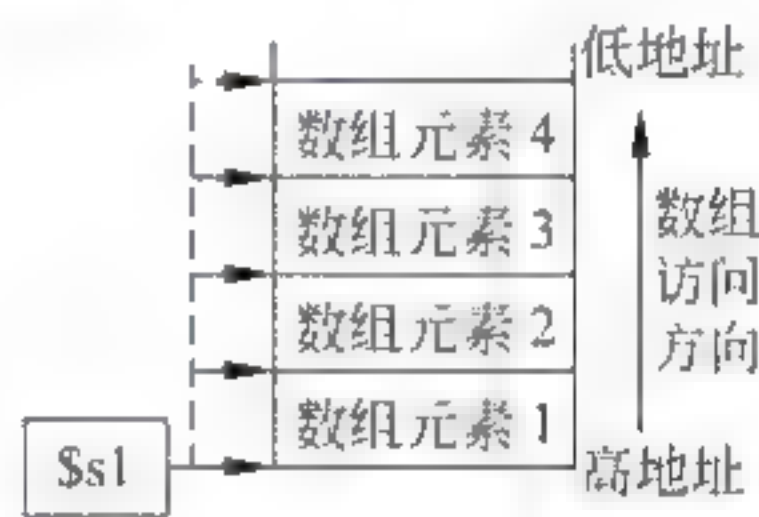 低地址
数组元素 4
数组元素 3
数组元素 2
数组元素 1
数组
访问
方向
$s1
高地址